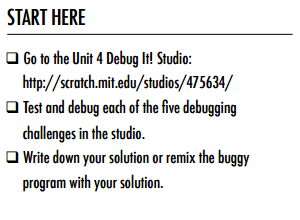 START HERE
❑ Go to the Unit 4 Debug It! Studio:
http://scratch.mit.edu/studios/475634/
❑ Test and debug each of the five debugging
challenges in the studio.
❑ Write down your solution or remix the buggy
program with your solution.